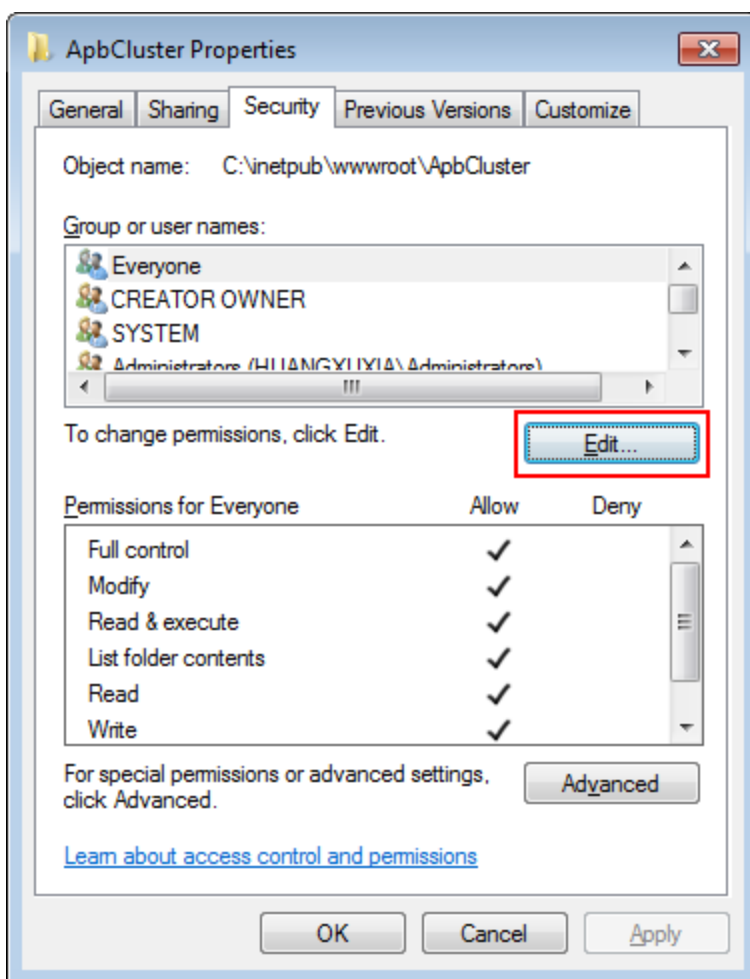 ApbCluster Properties
General Sharing Security Previous Versions Customize
Object name: C:\inetpub\wwwroot\ApbCluster
Group or user names:
Everyone
CREATOR OWNER
SYSTEM
Administrators (HUANGXUXIA\Administrators)
To change permissions, click Edit.
Edit...
Permissions for Everyone Allow Deny
Full control
Modify
Read & execute
List folder contents
Read
Write
For special permissions or advanced settings,
click Advanced.
Advanced
Learn about access control and permissions
OK Cancel Apply